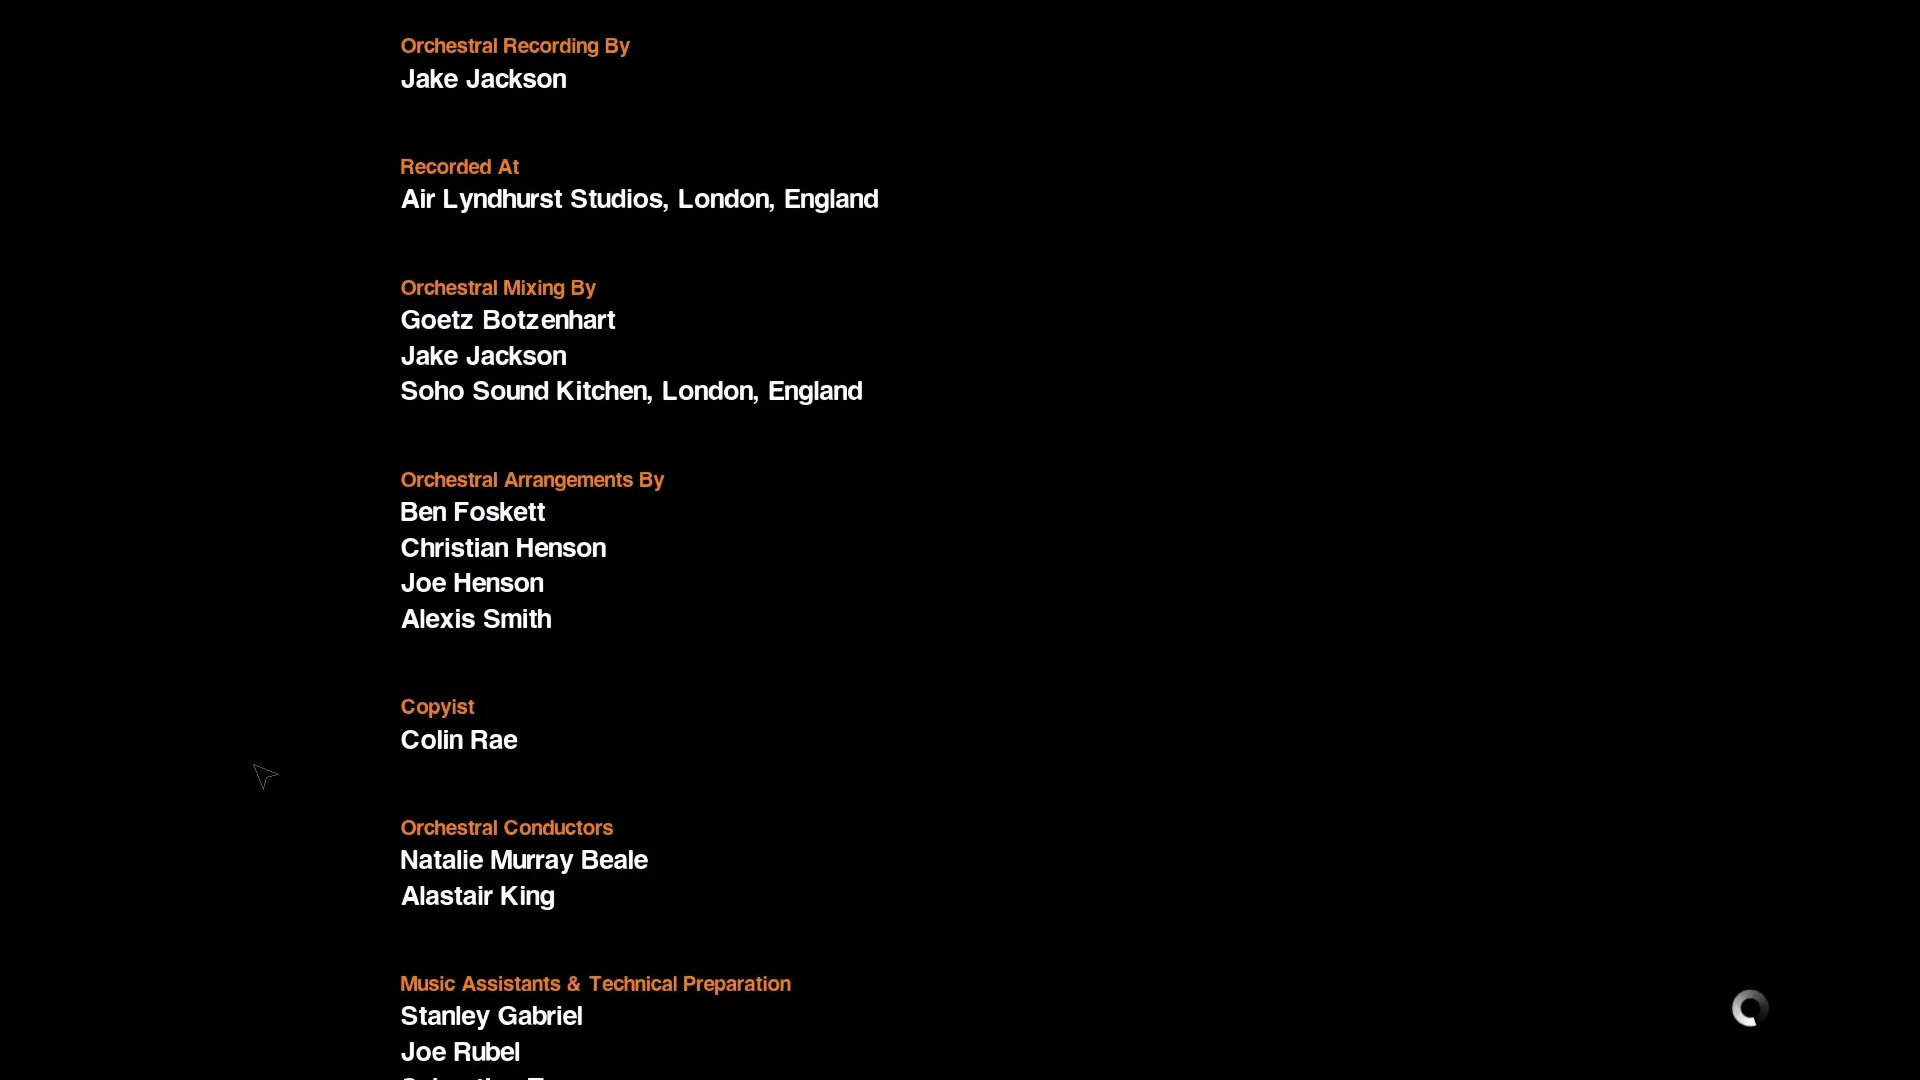 Orchestral Recording By
Jake Jackson
Recorded At
Air Lyndhurst Studios, London, England
Orchestral Mixing By
Goetz Botzenhart
Jake Jackson
Soho Sound Kitchen, London, England
Orchestral Arrangements By
Ben Foskett
Christian Henson
Joe Henson
Alexis Smith
Copyist
Colin Rae
Orchestral Conductors
Natalie Murray Beale
Alastair King
Music Assistants & Technical Preparation
Stanley Gabriel
Joe Rubel